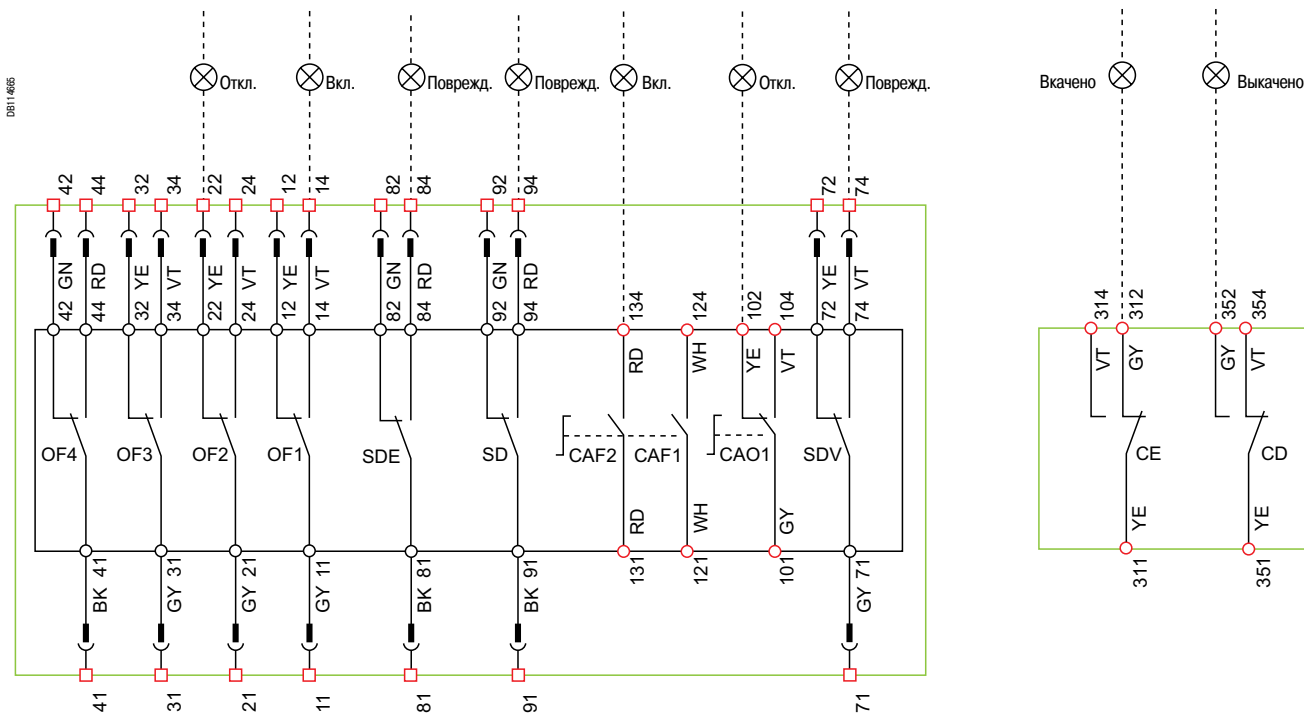 DB114665
Откл.
Вкл.
Поврежд.
Поврежд.
Вкл.
Откл.
Поврежд.
Вкачено
Выкачено
42 44 32 34 22 24 12 14 82 84 92 94 72 74
GN RD YE VT YE VT YE VT GN RD GN RD YE VT
42 44 32 34 22 24 12 14 82 84 92 94 134 124 102 104 72 74
314 312 352 354
RD WH YE VT
VT GY GY VT
OF4 OF3 OF2 OF1 SDE SD CAF2 CAF1 CAO1 SDV
CE CD
RD WH GY
YE YE
41 31 21 11 81 91 131 121 101 71
311 351
BK GY GY GY BK BK GY
41 31 21 11 81 91 71